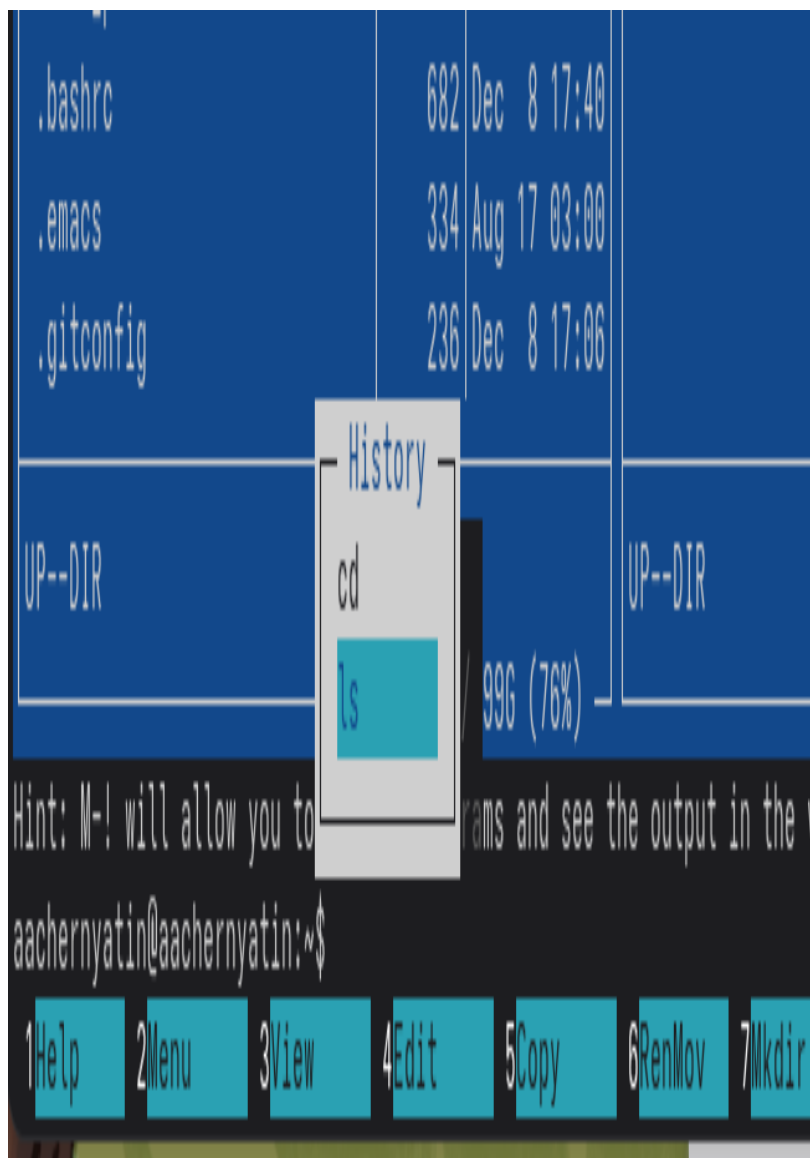 .bashrc 682 Dec 8 17:40
.emacs 334 Aug 17 03:00
.gitconfig 236 Dec 8 17:06
History
cd
UP--DIR UP--DIR
ls
/ 99G (76%)
Hint: M-! will allow you to rams and see the output in the
aachernyatin@aachernyatin:~$
1Help 2Menu 3View 4Edit 5Copy 6RenMov 7Mkdir